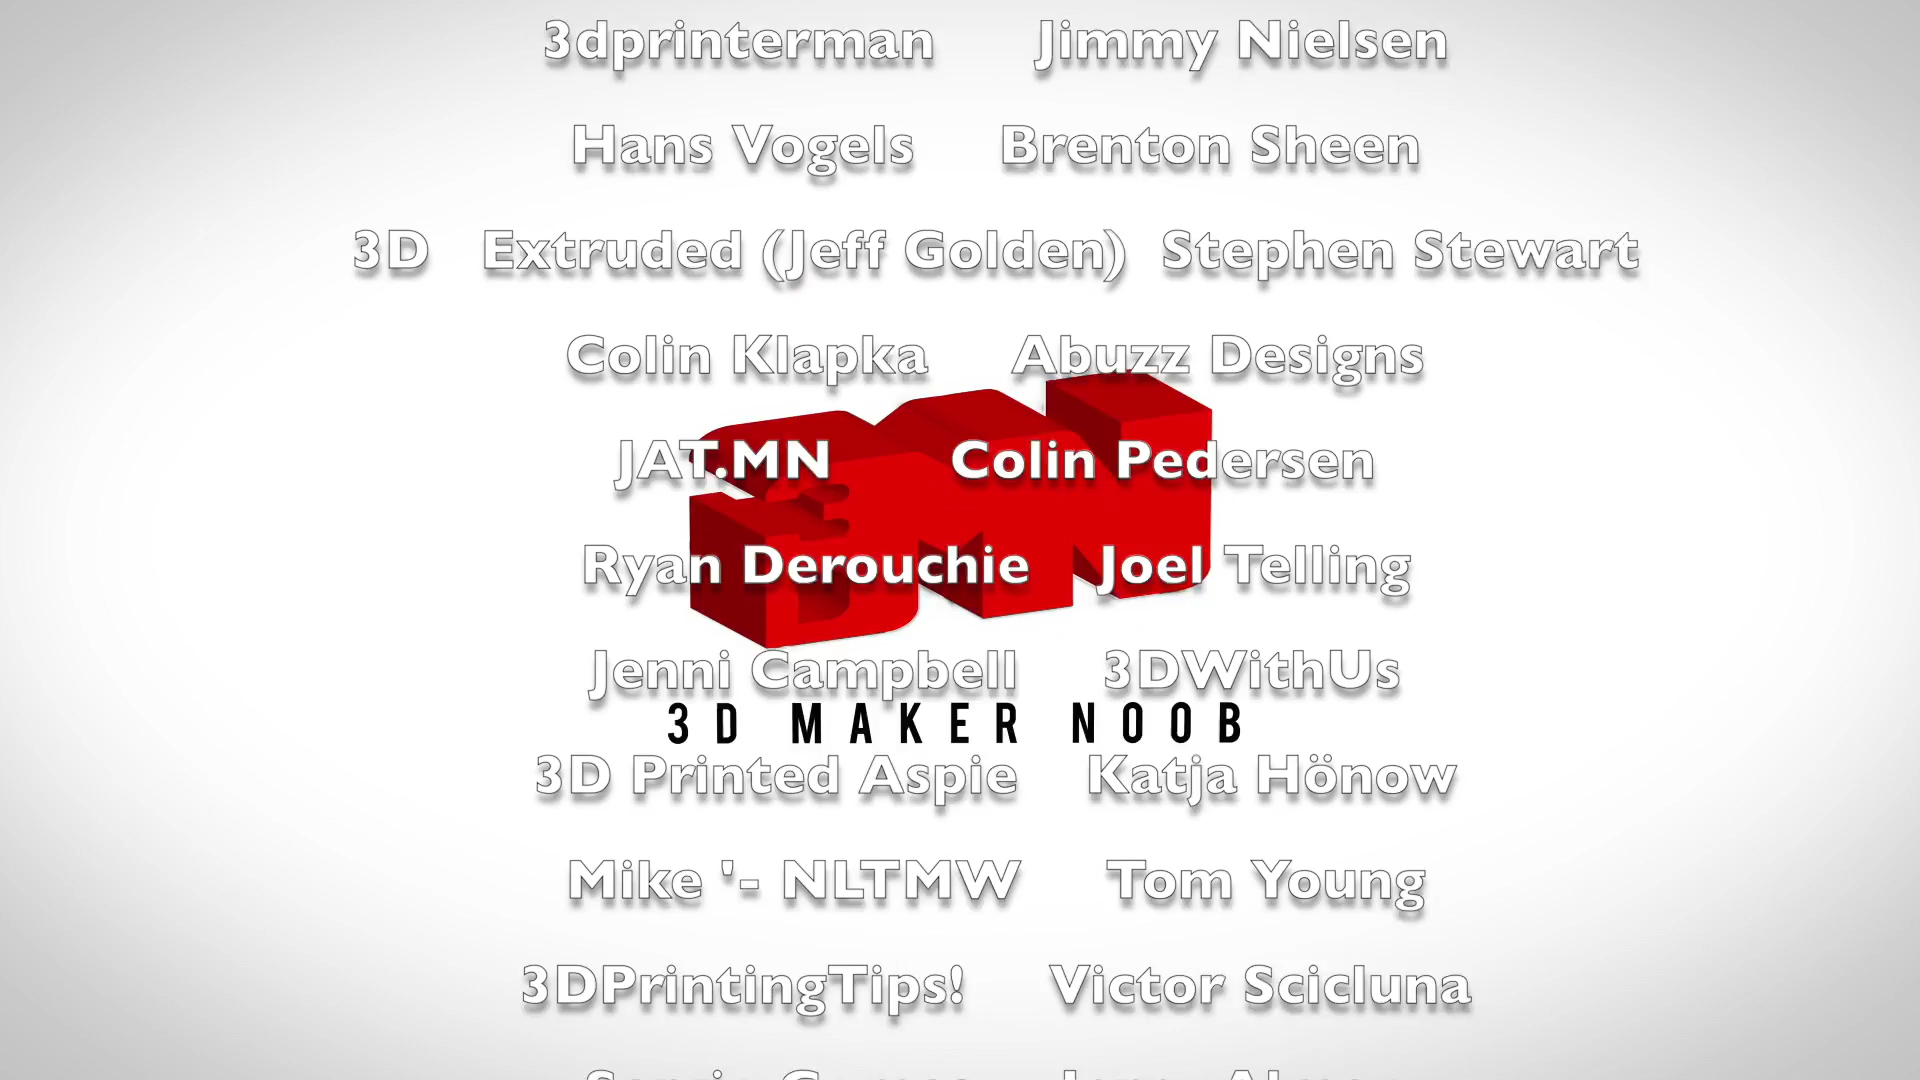 3dprinterman Jimmy Nielsen
Hans Vogels Brenton Sheen
3D Extruded (Jeff Golden) Stephen Stewart
Colin Klapka Abuzz Designs
JAT.MN Colin Pedersen
Ryan Derouchie Joel Telling
Jenni Campbell 3DWithUs
3D MAKER NOOB
3D Printed Aspie Katja Hönow
Mike '- NLTMW Tom Young
3DPrintingTips! Victor Scicluna